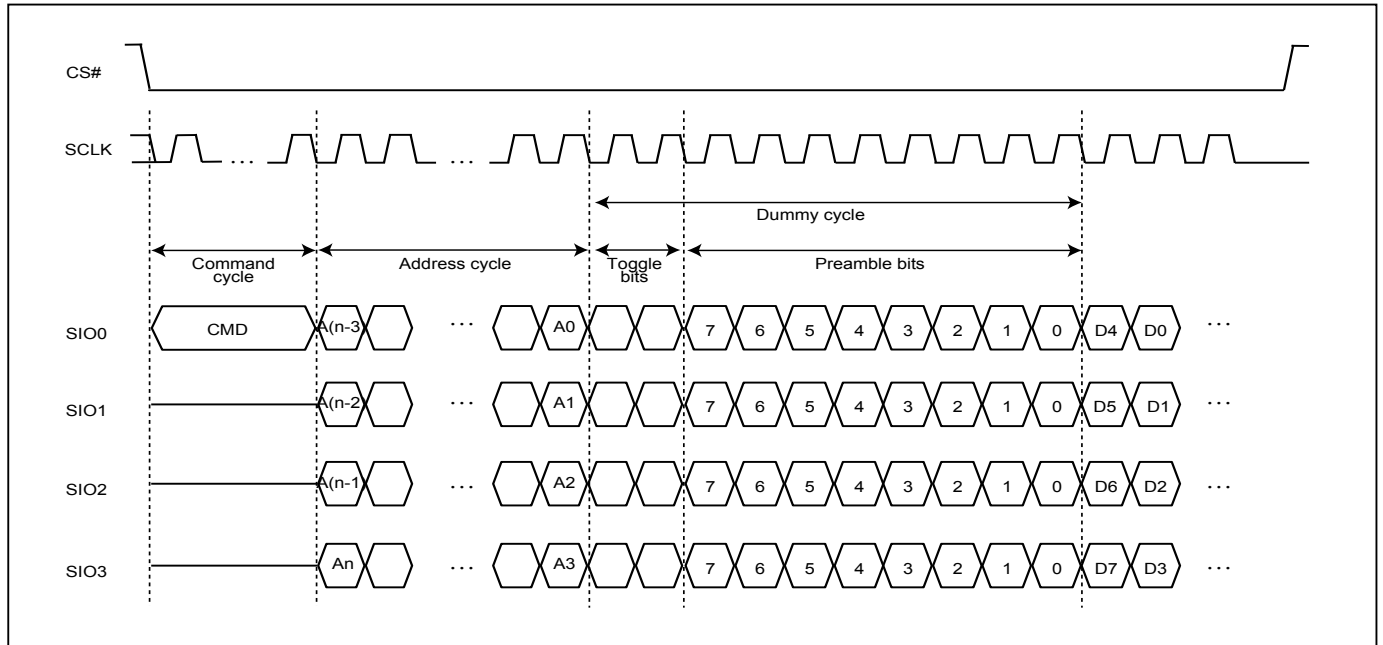 CS#
SCLK
...
...
Dummy cycle
Command
cycle
Address cycle
Toggle
bits
Preamble bits
SIO0
CMD
A(n-3)
...
A0
7 6 5 4 3 2 1 0
D4 D0
...
SIO1
A(n-2)
...
A1
7 6 5 4 3 2 1 0
D5 D1
...
SIO2
A(n-1
...
A2
7 6 5 4 3 2 1 0
D6 D2
...
SIO3
An
...
A3
7 6 5 4 3 2 1 0
D7 D3
...